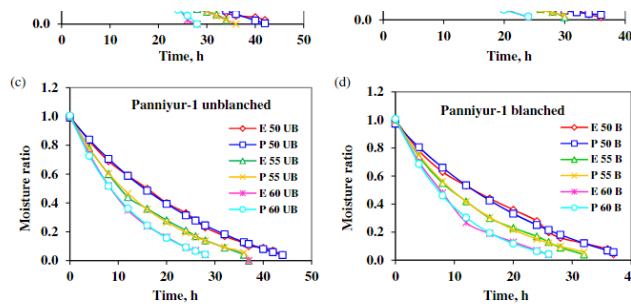 0.0 0.0
0 10 20 30 40 50 0 10 20 30 40
Time, h Time, h
(c) (d)
1.2 1.2
Panniyur-1 unblanched Panniyur-1 blanched
1.0 1.0
E 50 UB E 50 B
0.8 P 50 UB 0.8 P 50 B
E 55 UB E 55 B
0.6 P 55 UB 0.6 P 55 B
E 60 UB E 60 B
0.4 P 60 UB 0.4 P 60 B
0.2 0.2
0.0 0.0
Moisture ratio Moisture ratio
0 10 20 30 40 50 0 10 20 30 4
Time, h Time, h